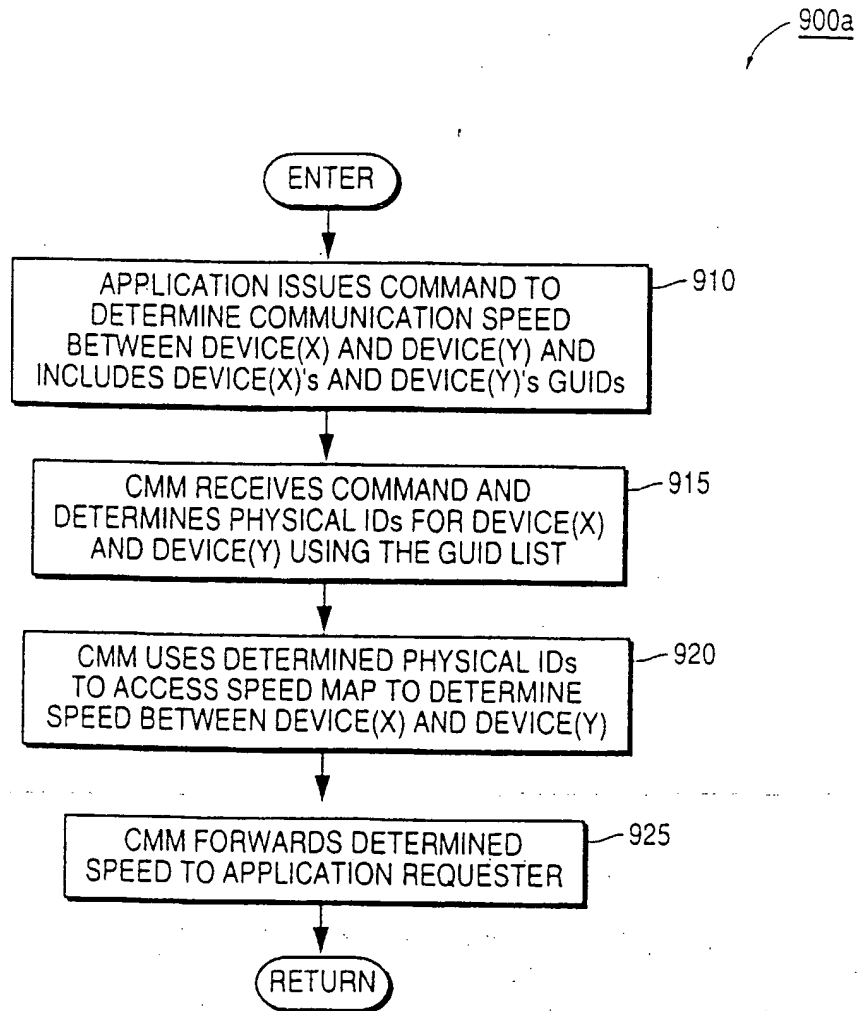 900a
ENTER
APPLICATION ISSUES COMMAND TO
DETERMINE COMMUNICATION SPEED
BETWEEN DEVICE(X) AND DEVICE(Y) AND
INCLUDES DEVICE(X)'s AND DEVICE(Y)'s GUIDs
910
CMM RECEIVES COMMAND AND
DETERMINES PHYSICAL IDs FOR DEVICE(X)
AND DEVICE(Y) USING THE GUID LIST
915
CMM USES DETERMINED PHYSICAL IDs
TO ACCESS SPEED MAP TO DETERMINE
SPEED BETWEEN DEVICE(X) AND DEVICE(Y)
920
CMM FORWARDS DETERMINED
SPEED TO APPLICATION REQUESTER
925
RETURN